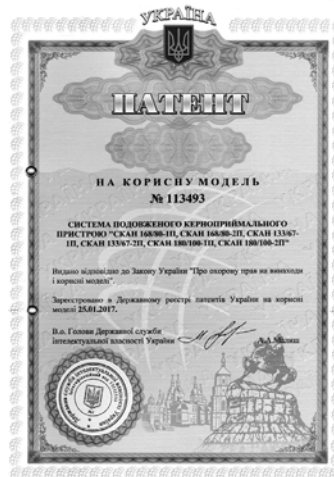 УКРАЇНА
ПАТЕНТ
НА КОРИСНУ МОДЕЛЬ
№ 113493
СИСТЕМА ПОДОВЖЕНОГО КЕРНОПРИЙМАЛЬНОГО
ПРИСТРОЮ "СКАН 168/80-1П, СКАН 168/80-2П, СКАН 133/67-
1П, СКАН 133/67-2П, СКАН 180/100-1П, СКАН 180/100-2П"
Видано відповідно до Закону України "Про охорону прав на винаходи
і корисні моделі".
Зареєстровано в Державному реєстрі патентів України на корисні
моделі 25.01.2017.
В.о. Голови Державної служби
інтелектуальної власності України
А.А.Малиш